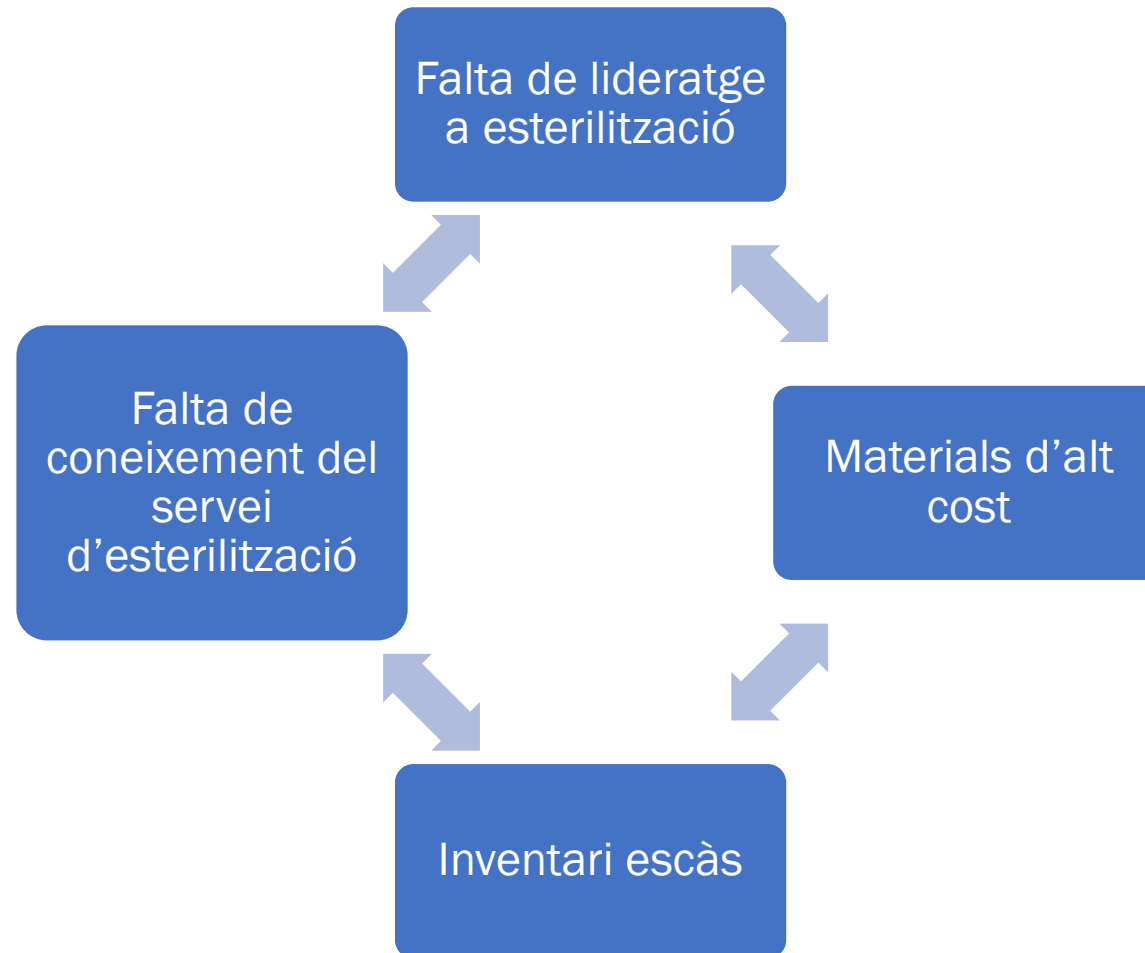 Falta de lideratge
a esterilització
Falta de
coneixement del
servei
d’esterilització
Materials d’alt
cost
Inventari escàs